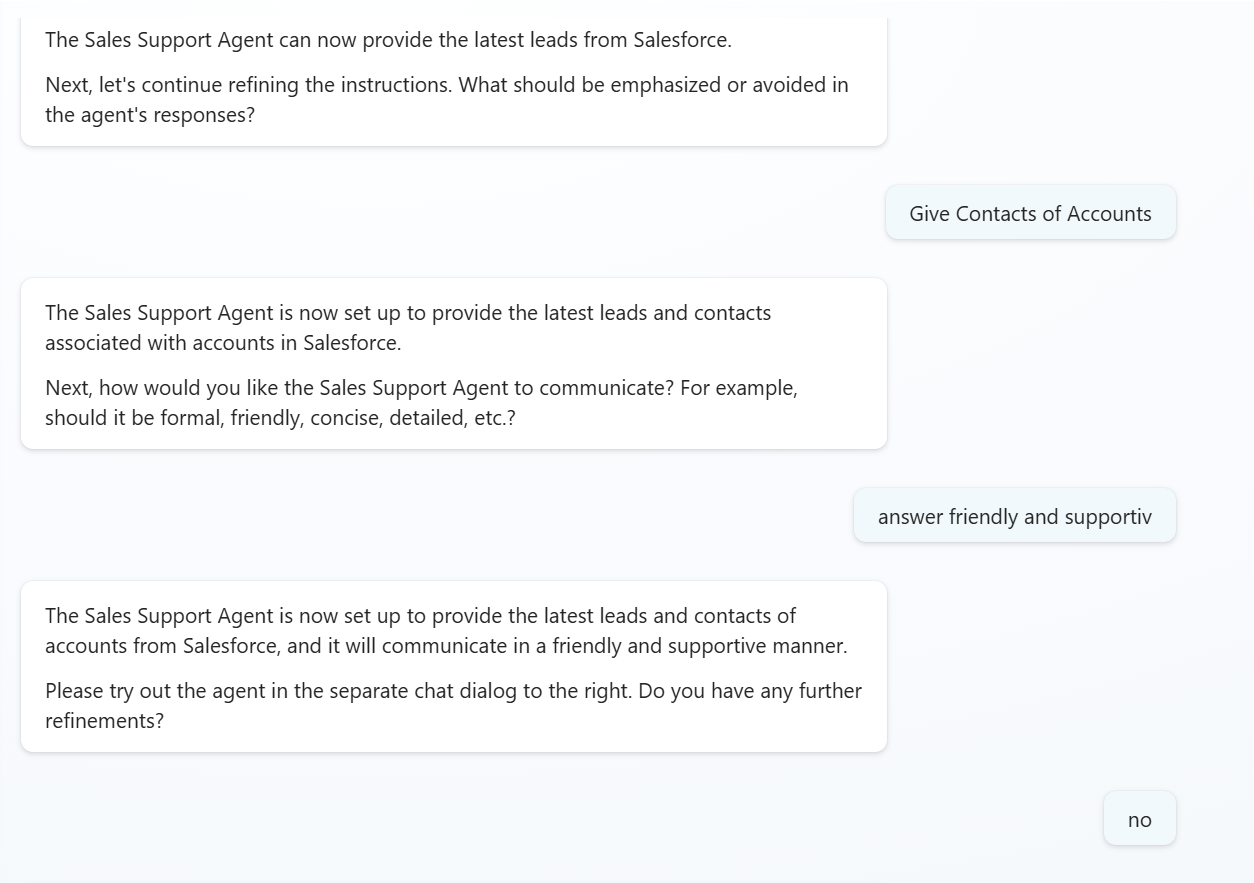 The Sales Support Agent can now provide the latest leads from Salesforce.
Next, let's continue refining the instructions. What should be emphasized or avoided in
the agent's responses?
Give Contacts of Accounts
The Sales Support Agent is now set up to provide the latest leads and contacts
associated with accounts in Salesforce.
Next, how would you like the Sales Support Agent to communicate? For example,
should it be formal, friendly, concise, detailed, etc.?
answer friendly and supportiv
The Sales Support Agent is now set up to provide the latest leads and contacts of
accounts from Salesforce, and it will communicate in a friendly and supportive manner.
Please try out the agent in the separate chat dialog to the right. Do you have any further
refinements?
no